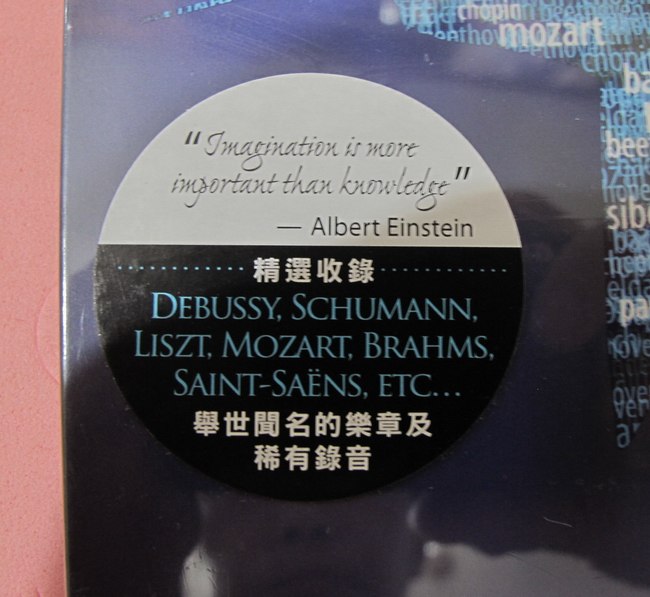 chopin
mozart
chopin
“Imagination is more
important than knowledge”
— Albert Einstein
精選收錄
DEBUSSY, SCHUMANN,
LISZT, MOZART, BRAHMS,
SAINT-SAËNS, ETC...
舉世聞名的樂章及
稀有錄音